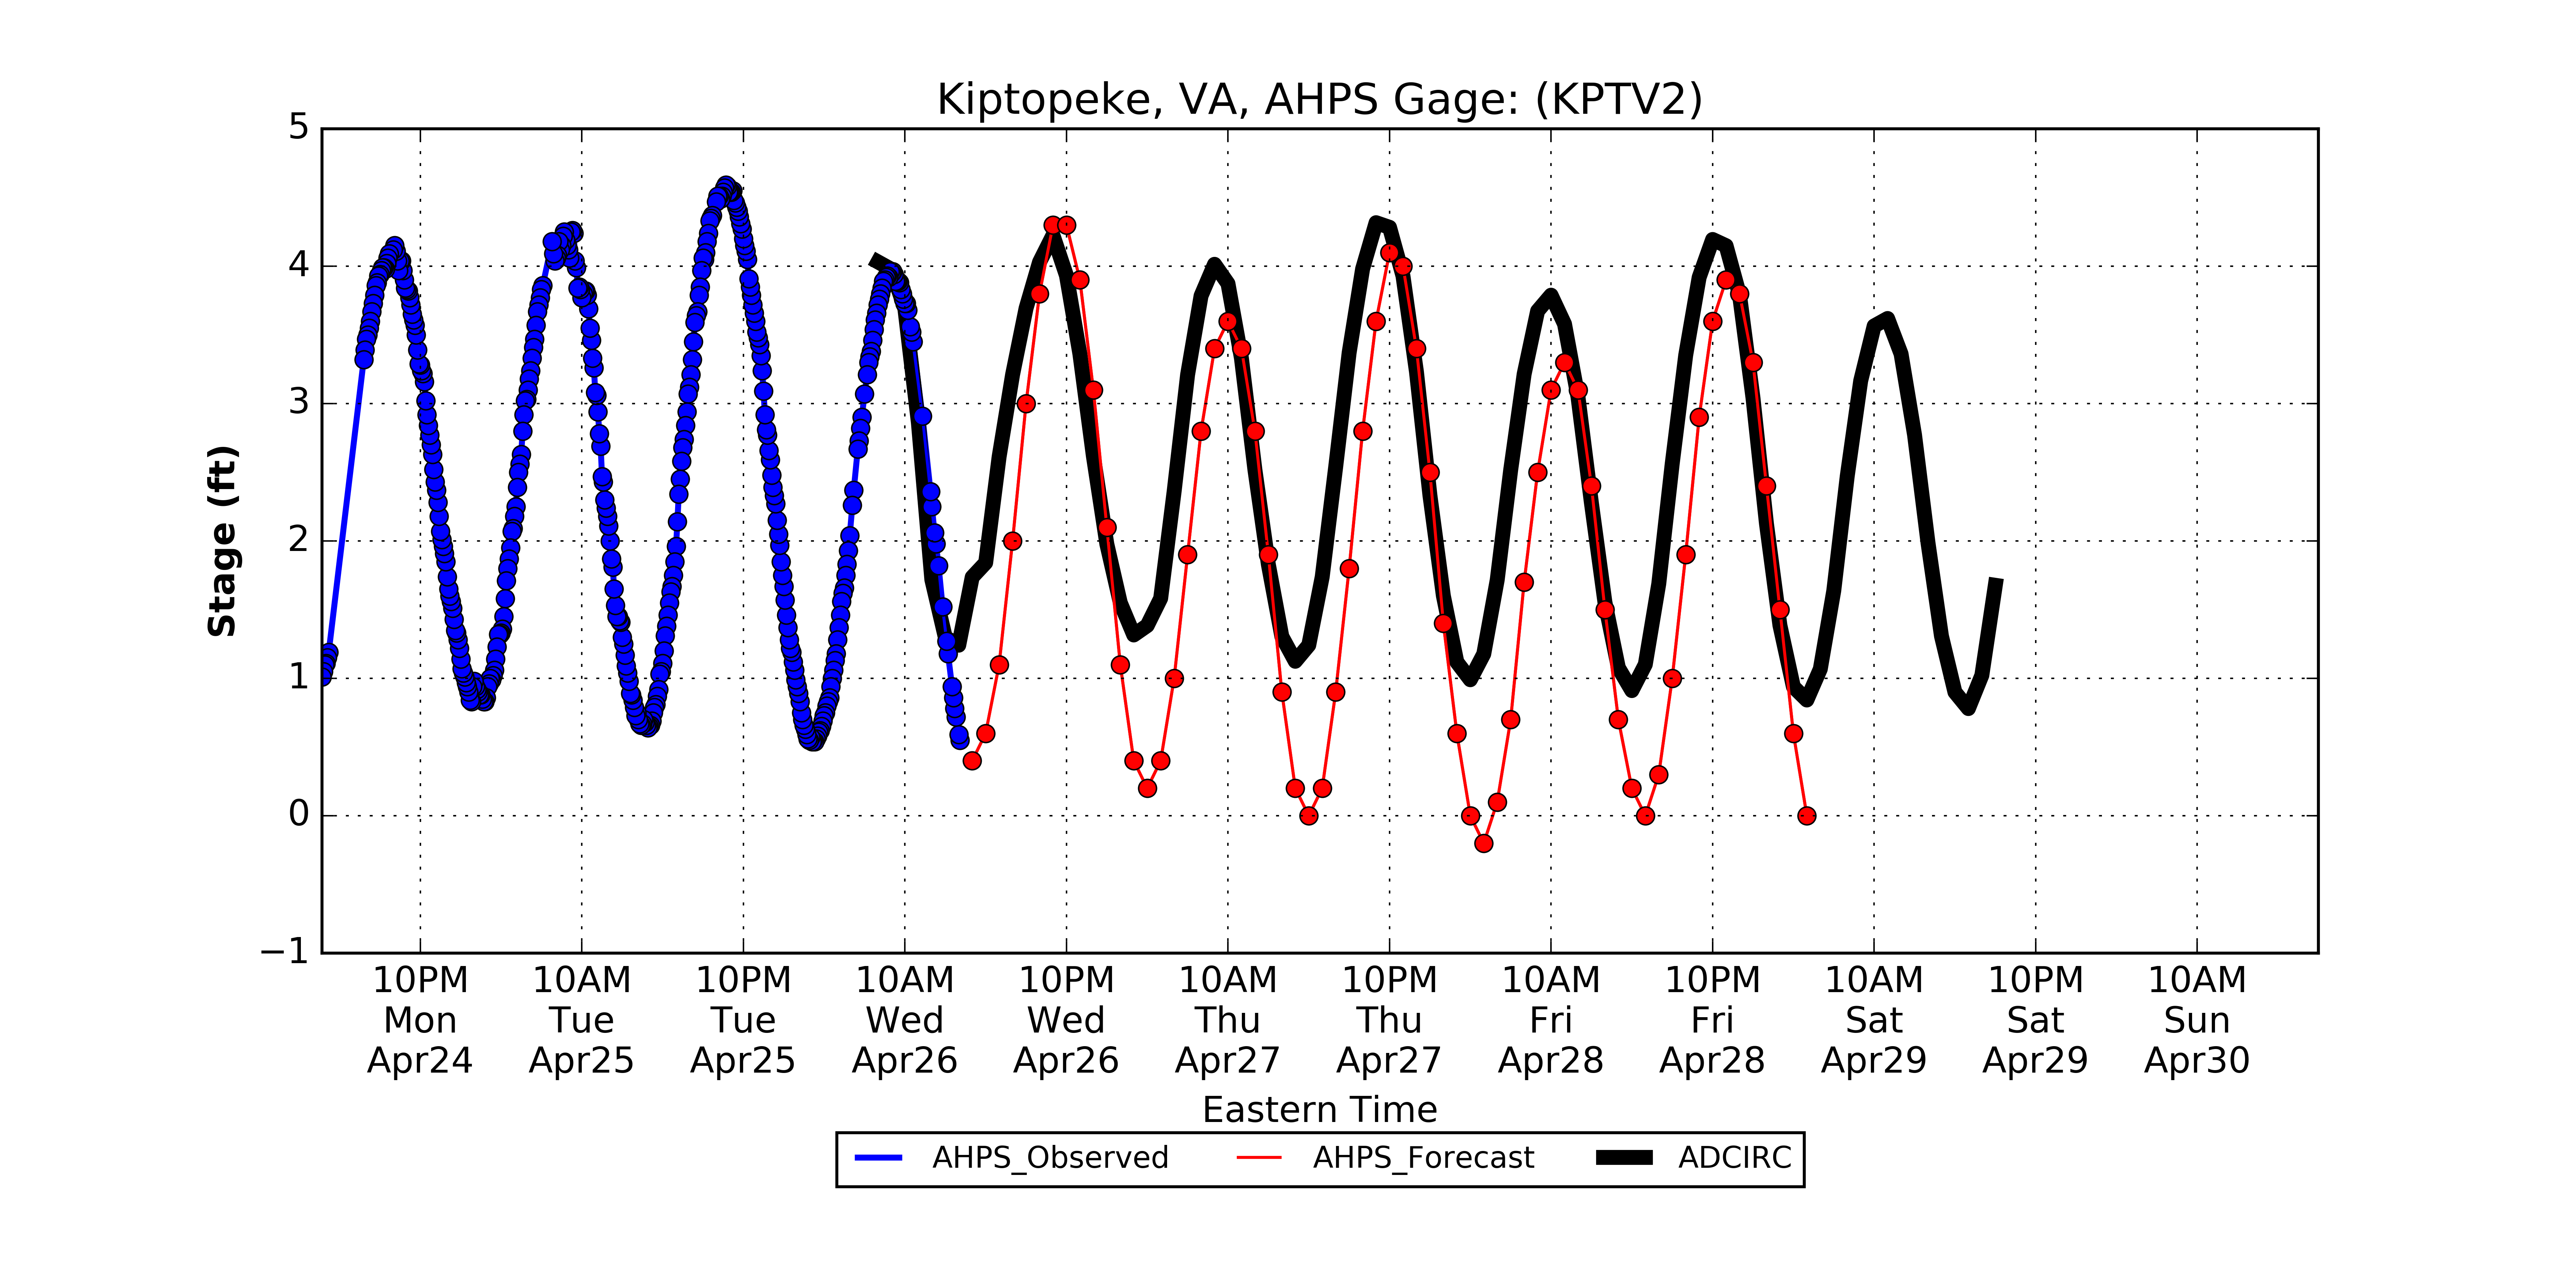 Kiptopeke, VA, AHPS Gage: (KPTV2)
5
4
3
2
1
0
−1
Stage (ft)
10PM 10AM 10PM 10AM 10PM 10AM 10PM 10AM 10PM 10AM 10PM 10AM
Mon Tue Tue Wed Wed Thu Thu Fri Fri Sat Sat Sun
Apr24 Apr25 Apr25 Apr26 Apr26 Apr27 Apr27 Apr28 Apr28 Apr29 Apr29 Apr30
Eastern Time
AHPS_Observed AHPS_Forecast ADCIRC